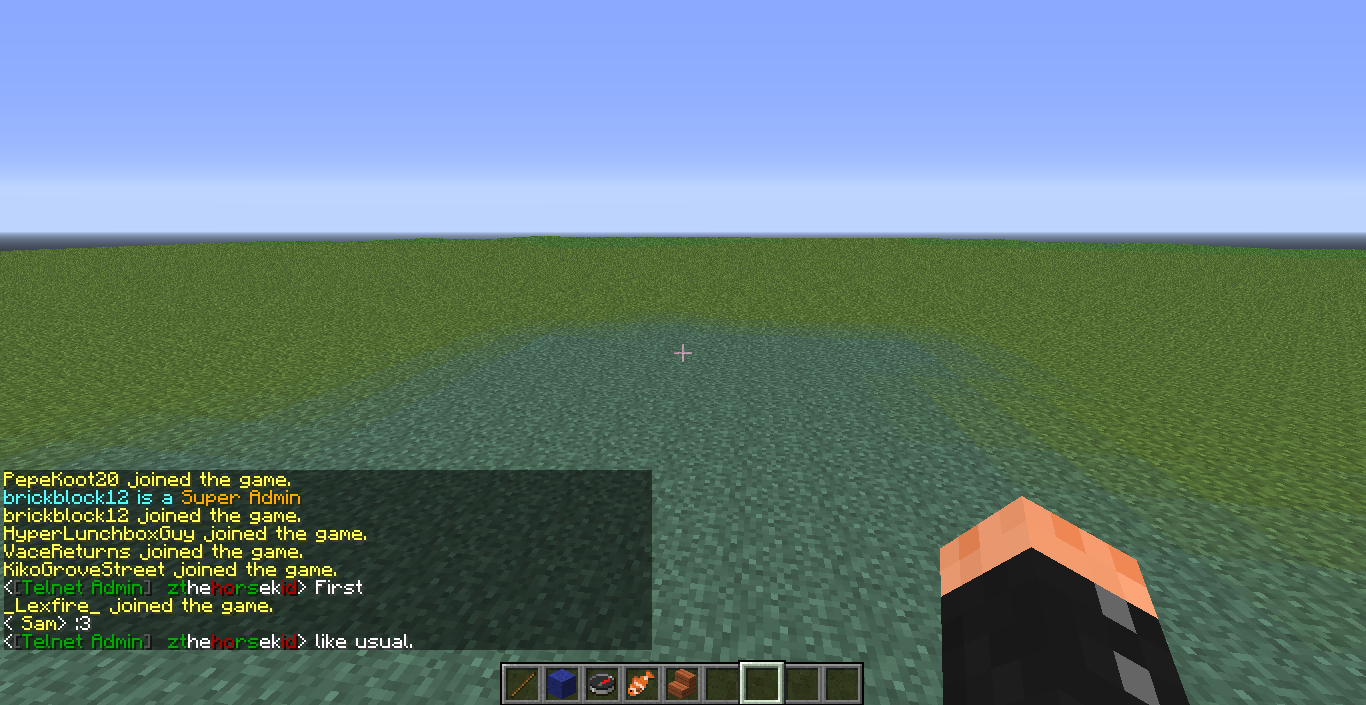 PepeKoot20 joined the game.
brickblock12 is a Super Admin
brickblock12 joined the game.
HyperLunchboxGuy joined the game.
VaceReturns joined the game.
KikoGroveStreet joined the game.
<[Telnet Admin] zthehorsekid> First
_Lexfire_ joined the game.
< Sam> :3
<[Telnet Admin] zthehorsekid> like usual.